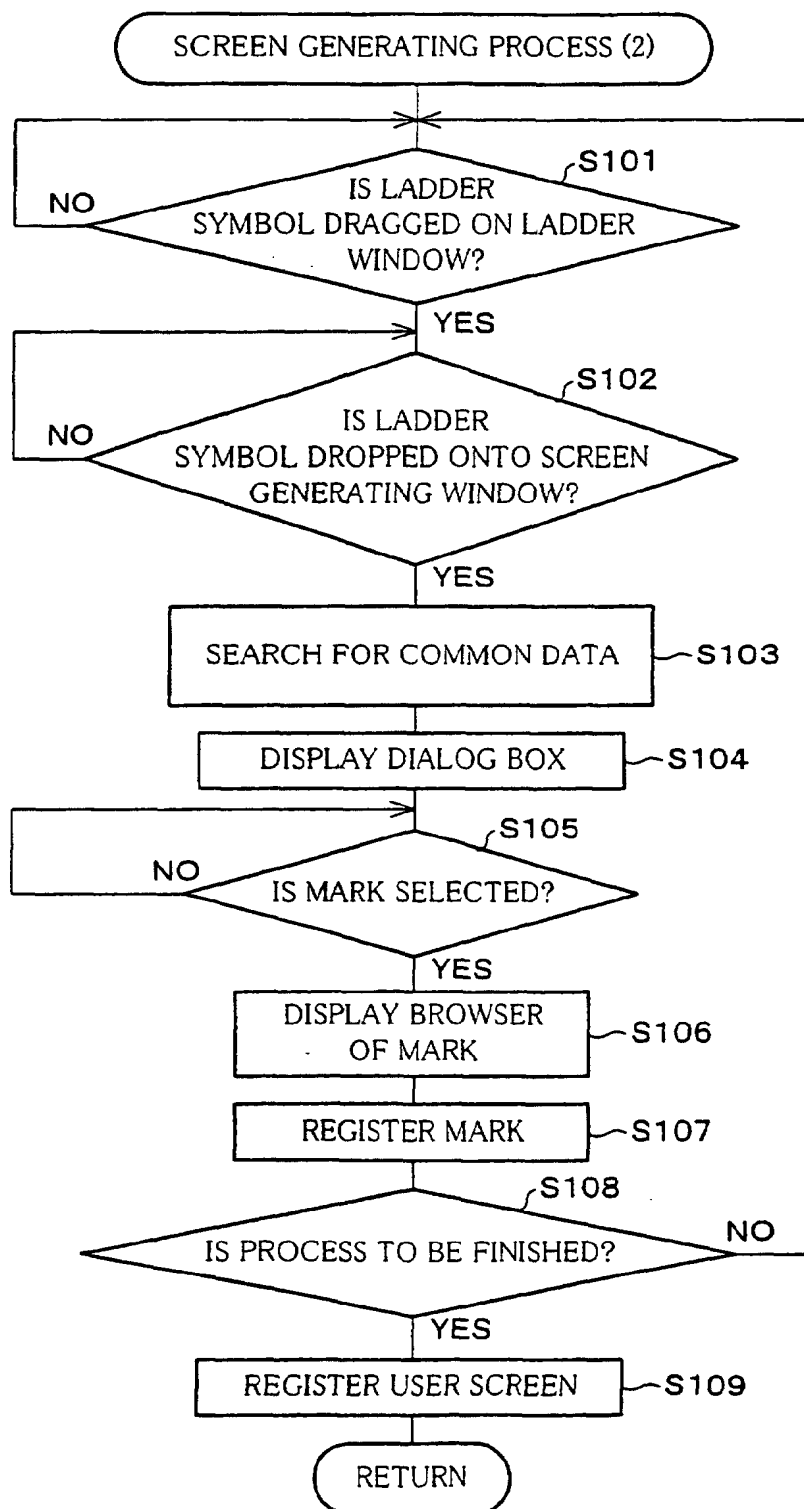 SCREEN GENERATING PROCESS (2)
S101
IS LADDER
NO
SYMBOL DRAGGED ON LADDER
WINDOW?
YES
S102
IS LADDER
NO
SYMBOL DROPPED ONTO SCREEN
GENERATING WINDOW?
YES
SEARCH FOR COMMON DATA
S103
DISPLAY DIALOG BOX
S104
S105
NO
IS MARK SELECTED?
YES
DISPLAY BROWSER
OF MARK
S106
REGISTER MARK
S107
S108
NO
IS PROCESS TO BE FINISHED?
YES
REGISTER USER SCREEN
S109
RETURN